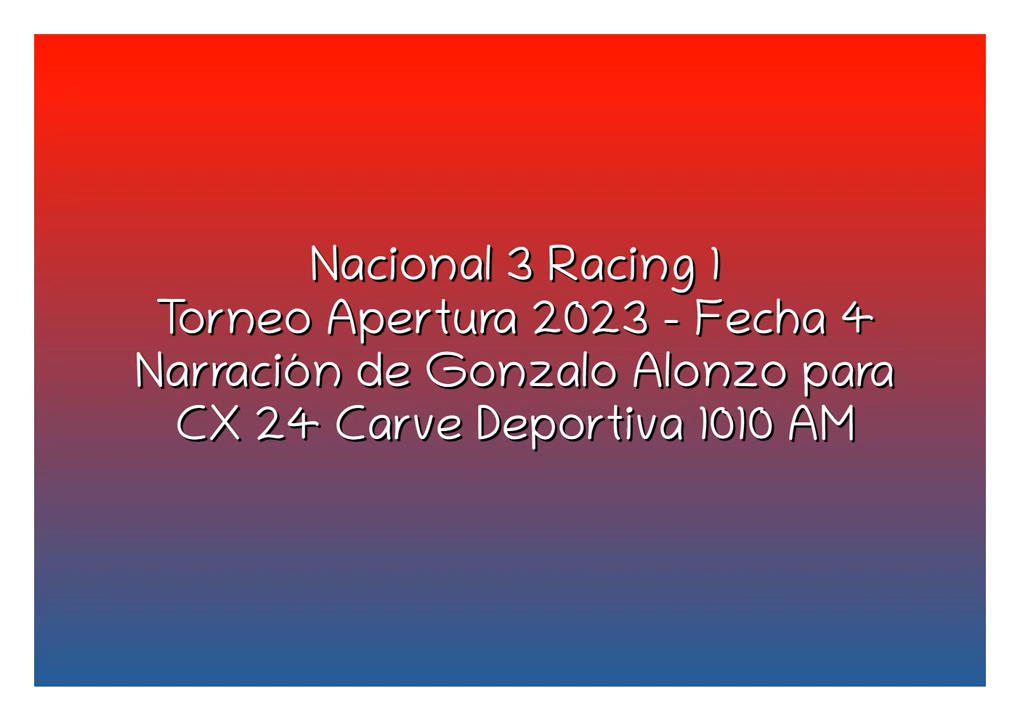 Nacional 3 Racing 1
Torneo Apertura 2023 - Fecha 4
Narración de Gonzalo Alonzo para
CX 24 Carve Deportiva 1010 AM